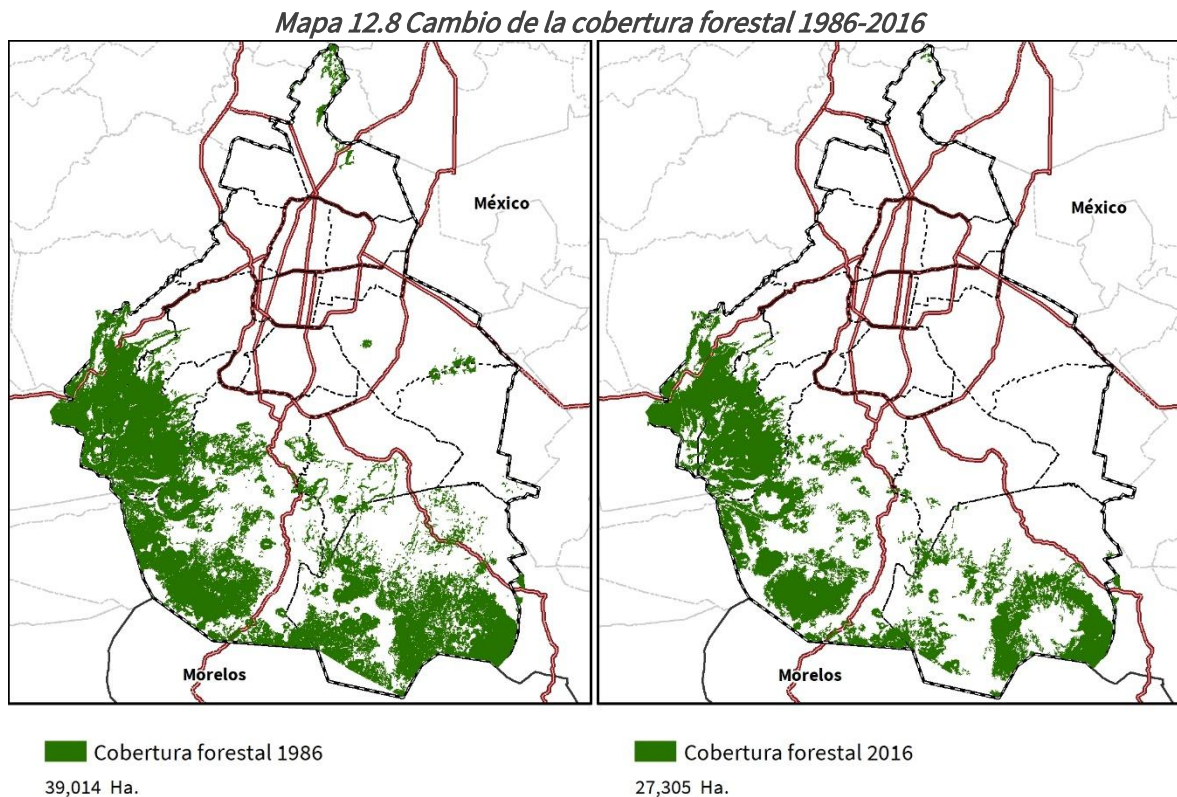 Mapa 12.8 Cambio de la cobertura forestal 1986-2016
México
México
Morelos
Morelos
Cobertura forestal 1986
39,014 Ha.
Cobertura forestal 2016
27,305 Ha.